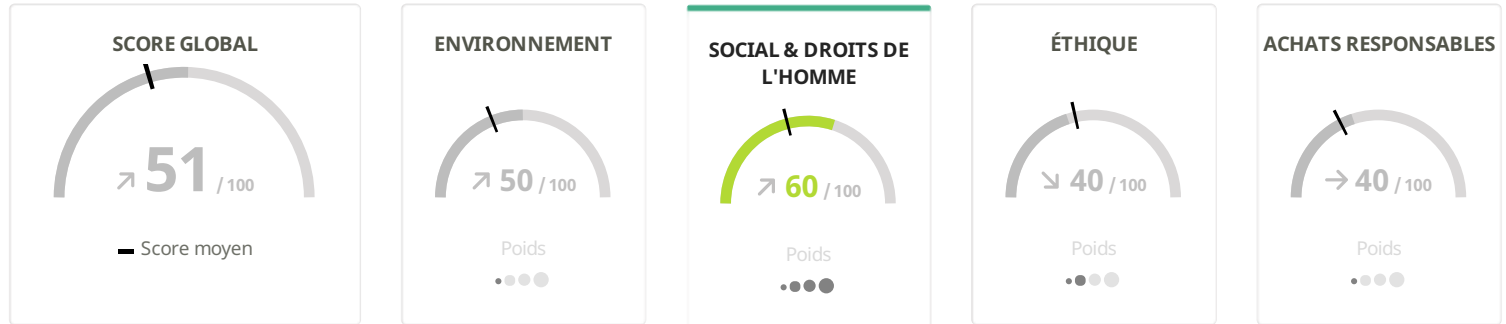 SCORE GLOBAL
51 / 100
Score moyen
ENVIRONNEMENT
50 / 100
Poids
SOCIAL & DROITS DE
L'HOMME
60 / 100
Poids
ÉTHIQUE
40 / 100
Poids
ACHATS RESPONSABLES
40 / 100
Poids